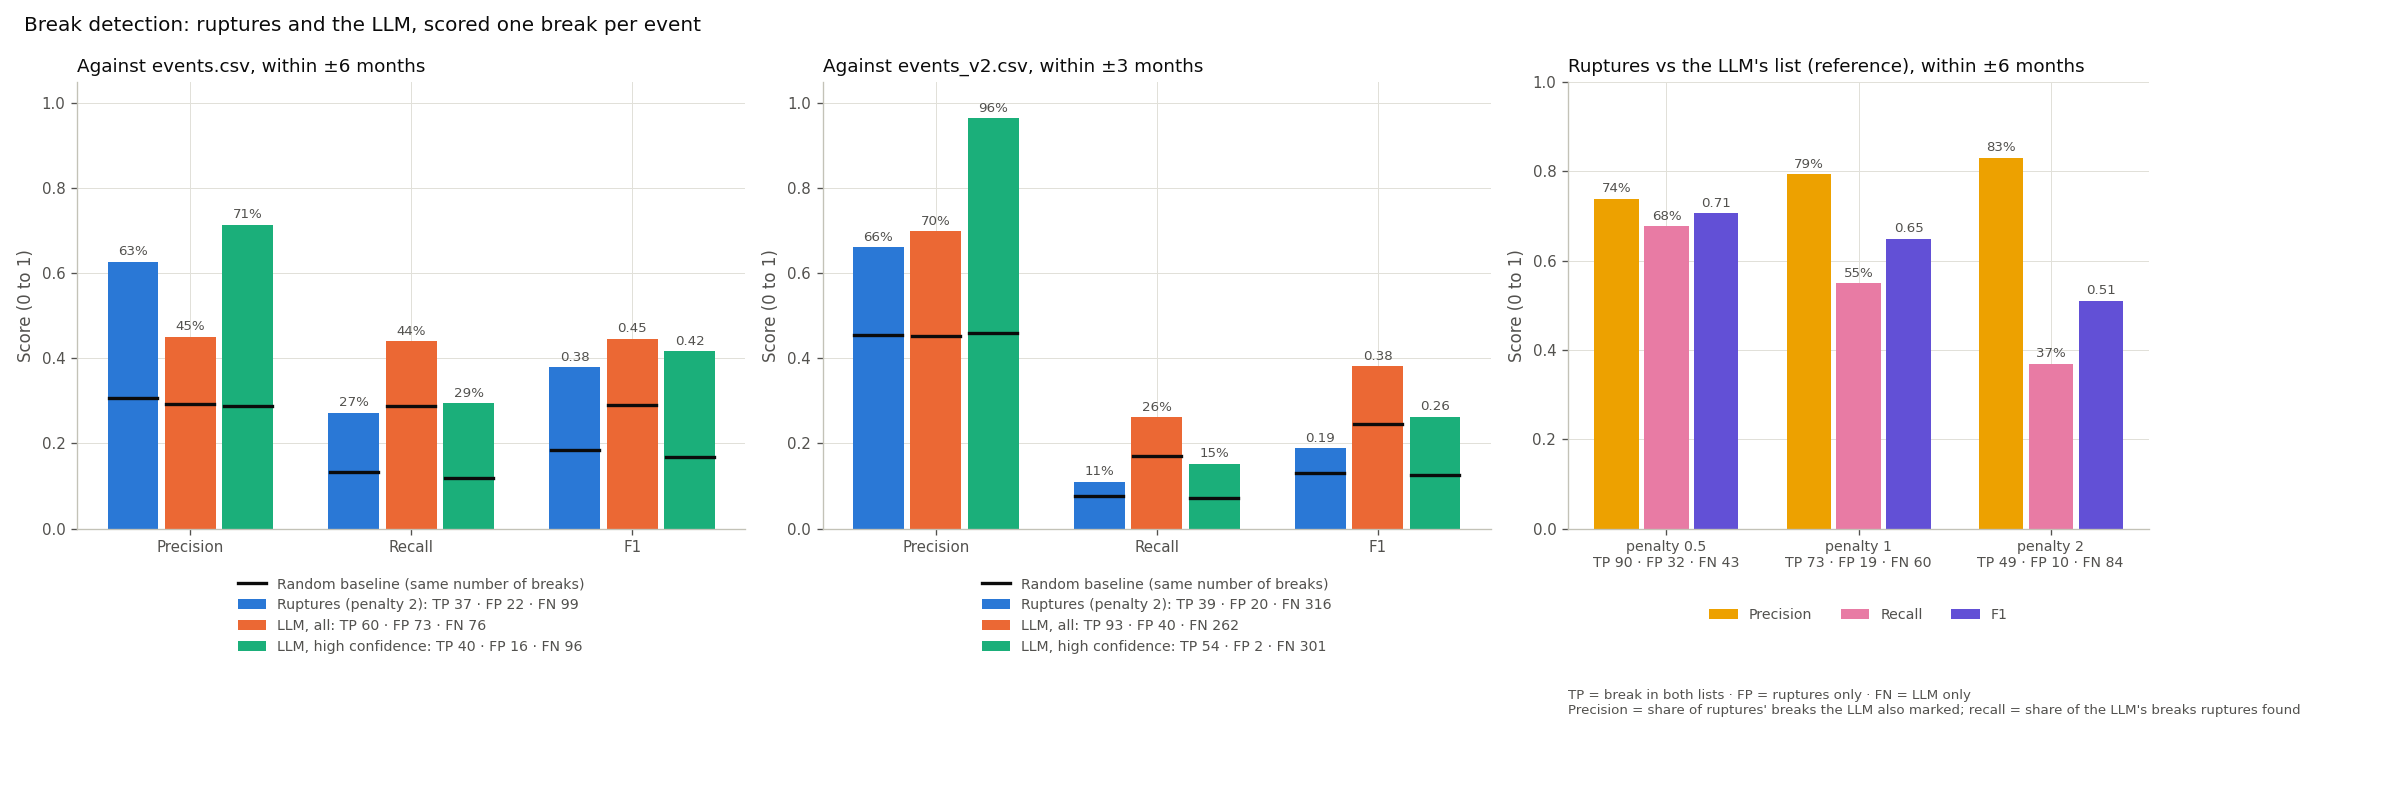 Break detection: ruptures and the LLM, scored one break per event
Against events.csv, within ±6 months
Score (0 to 1)
1.0
0.8
0.6
0.4
0.2
0.0
63%
45%
71%
27%
44%
29%
0.38
0.45
0.42
Precision
Recall
F1
Random baseline (same number of breaks)
Ruptures (penalty 2): TP 37 · FP 22 · FN 99
LLM, all: TP 60 · FP 73 · FN 76
LLM, high confidence: TP 40 · FP 16 · FN 96
Against events_v2.csv, within ±3 months
Score (0 to 1)
1.0
0.8
0.6
0.4
0.2
0.0
66%
70%
96%
11%
26%
15%
0.19
0.38
0.26
Precision
Recall
F1
Random baseline (same number of breaks)
Ruptures (penalty 2): TP 39 · FP 20 · FN 316
LLM, all: TP 93 · FP 40 · FN 262
LLM, high confidence: TP 54 · FP 2 · FN 301
Ruptures vs the LLM's list (reference), within ±6 months
Score (0 to 1)
1.0
0.8
0.6
0.4
0.2
0.0
74%
68%
0.71
79%
55%
0.65
83%
37%
0.51
penalty 0.5
TP 90 · FP 32 · FN 43
penalty 1
TP 73 · FP 19 · FN 60
penalty 2
TP 49 · FP 10 · FN 84
Precision
Recall
F1
TP = break in both lists · FP = ruptures only · FN = LLM only
Precision = share of ruptures' breaks the LLM also marked; recall = share of the LLM's breaks ruptures found